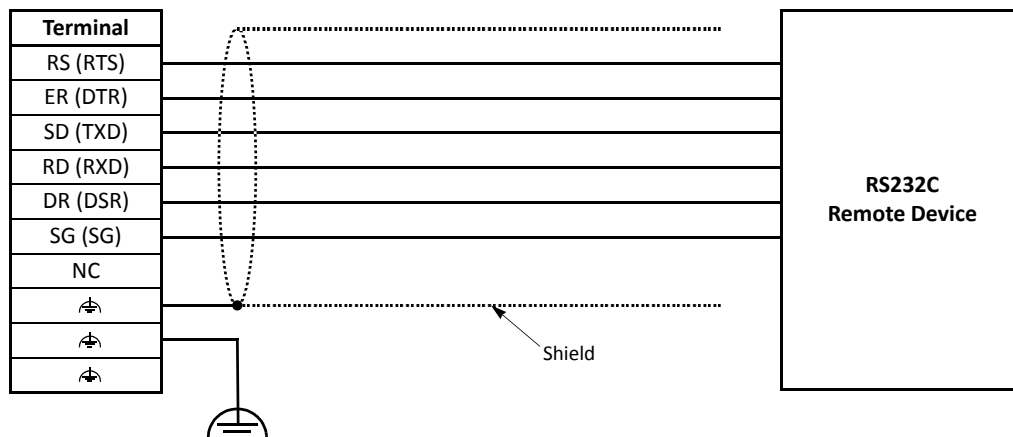 Terminal
RS (RTS)
ER (DTR)
SD (TXD)
RD (RXD)
DR (DSR)
SG (SG)
NC
RS232C
Remote Device
Shield